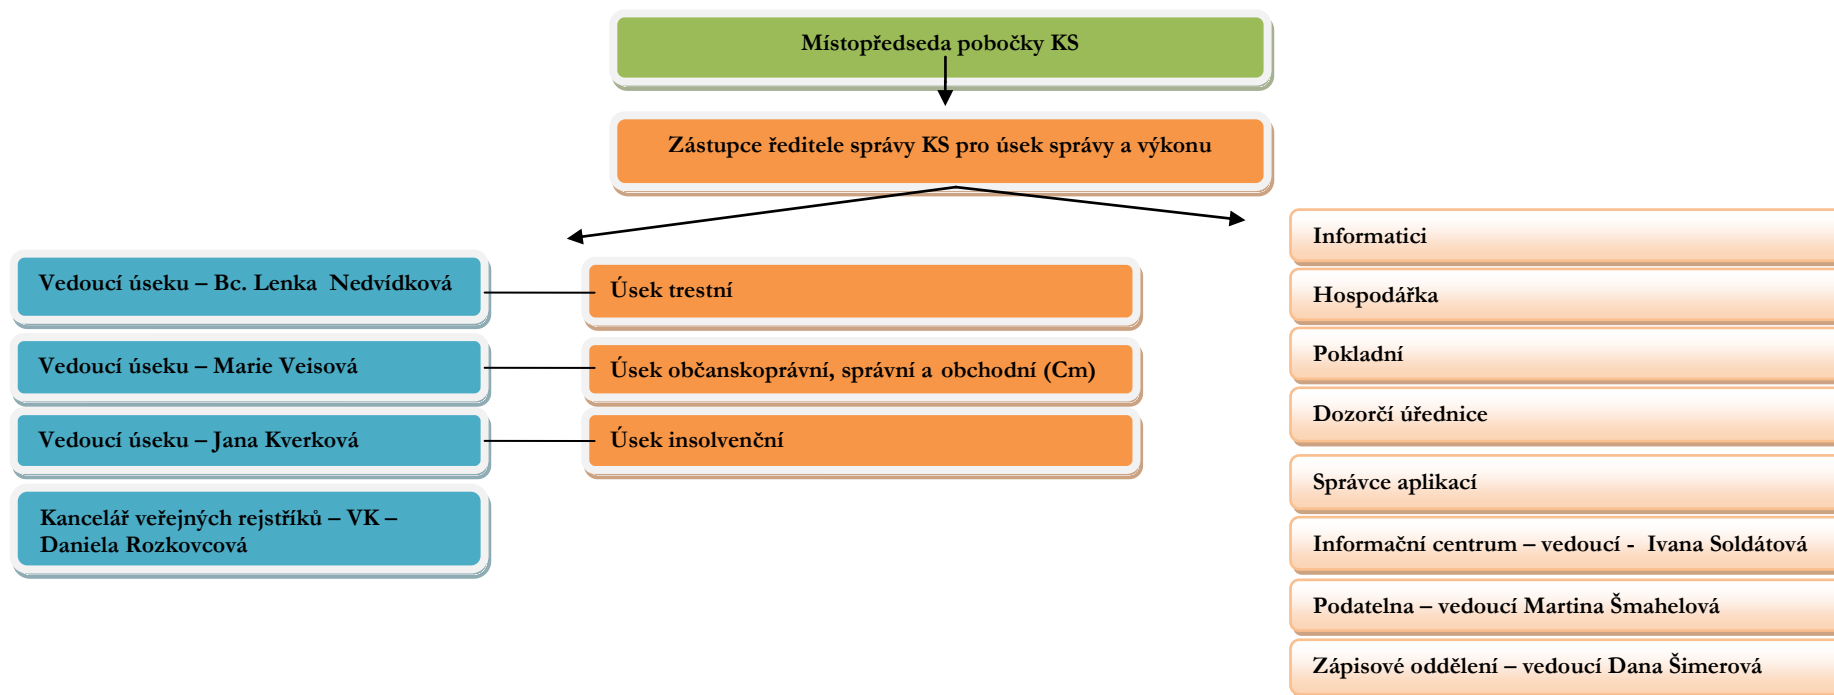 Místopředseda pobočky KS
Zástupce ředitele správy KS pro úsek správy a výkonu
Vedoucí úseku – Bc. Lenka Nedvídková
Úsek trestní
Vedoucí úseku – Marie Veisová
Úsek občanskoprávní, správní a obchodní (Cm)
Vedoucí úseku – Jana Kverková
Úsek insolvenční
Kancelář veřejných rejstříků – VK –
Daniela Rozkovcová
Informatici
Hospodářka
Pokladní
Dozorčí úřednice
Správce aplikací
Informační centrum – vedoucí - Ivana Soldátová
Podatelna – vedoucí Martina Šmahelová
Zápisové oddělení – vedoucí Dana Šimerová